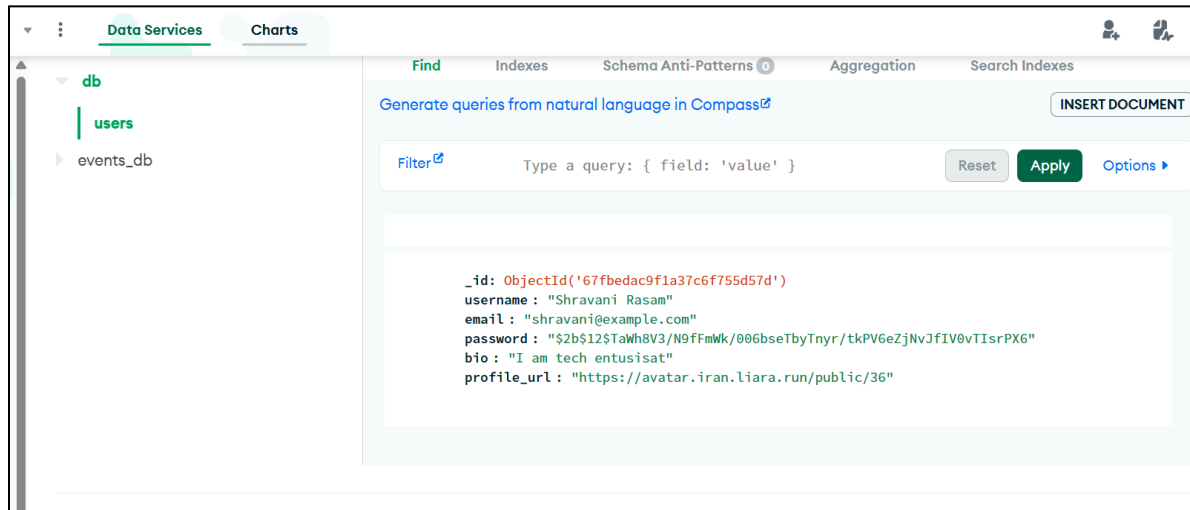 Data Services Charts
db
users
events_db
Find Indexes Schema Anti-Patterns 0 Aggregation Search Indexes
Generate queries from natural language in Compass
INSERT DOCUMENT
Filter Type a query: { field: 'value' } Reset Apply Options
_id: ObjectId('67fbedac9f1a37c6f755d57d')
username : "Shravani Rasam"
email : "shravani@example.com"
password : "$2b$12$TaWh8V3/N9fFmWk/006bseTbyTnyr/tkPV6eZjNvJfIV0vTIsrPX6"
bio : "I am tech entusisat"
profile_url : "https://avatar.iran.liara.run/public/36"